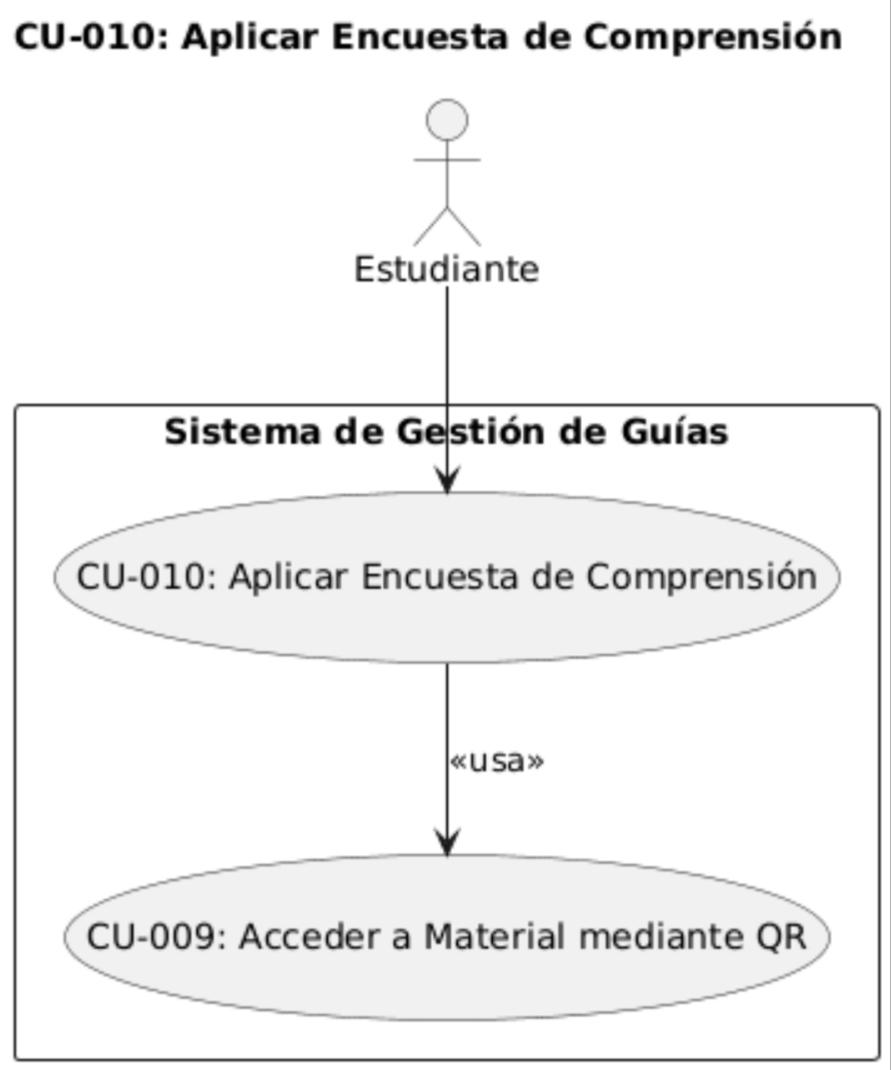 CU-010: Aplicar Encuesta de Comprensión
Estudiante
Sistema de Gestión de Guías
CU-010: Aplicar Encuesta de Comprensión
«usa»
CU-009: Acceder a Material mediante QR